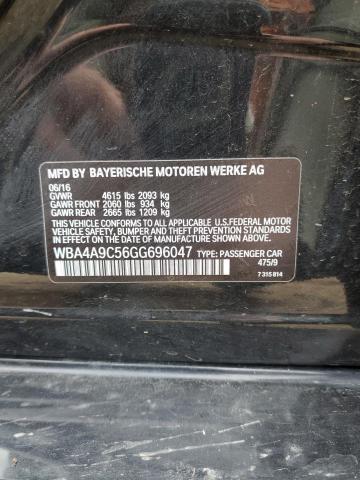 MFD BY BAYERISCHE MOTOREN WERKE AG
06/16
GVWR 4615 lbs 2093 kg
GAWR FRONT 2060 lbs 934 kg
GAWR REAR 2665 lbs 1209 kg
THIS VEHICLE CONFORMS TO ALL APPLICABLE U.S. FEDERAL MOTOR
VEHICLE SAFETY, BUMPER, AND THEFT PREVENTION STANDARDS
IN EFFECT ON THE DATE OF MANUFACTURE SHOWN ABOVE.
WBA4A9C56GG696047 TYPE: PASSENGER CAR
475/9
7 315 814